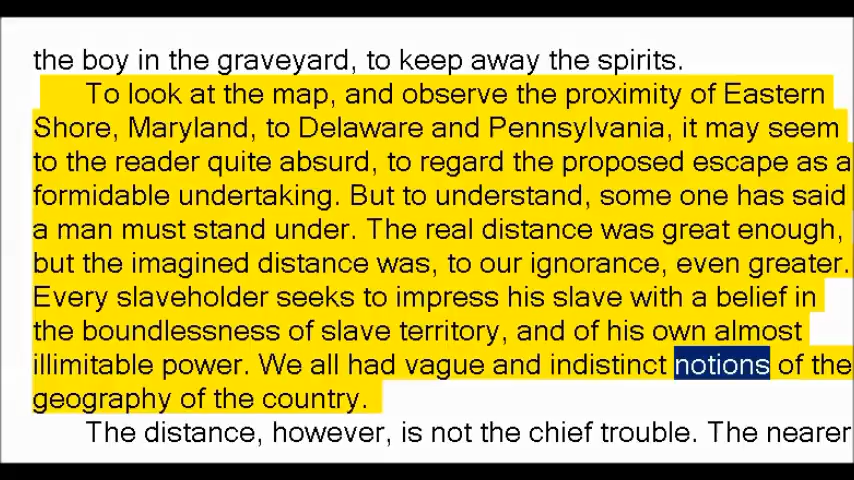 the boy in the graveyard, to keep away the spirits.
To look at the map, and observe the proximity of Eastern
Shore, Maryland, to Delaware and Pennsylvania, it may seem
to the reader quite absurd, to regard the proposed escape as a
formidable undertaking. But to understand, some one has said
a man must stand under. The real distance was great enough,
but the imagined distance was, to our ignorance, even greater.
Every slaveholder seeks to impress his slave with a belief in
the boundlessness of slave territory, and of his own almost
illimitable power. We all had vague and indistinct notions of the
geography of the country.
The distance, however, is not the chief trouble. The nearer